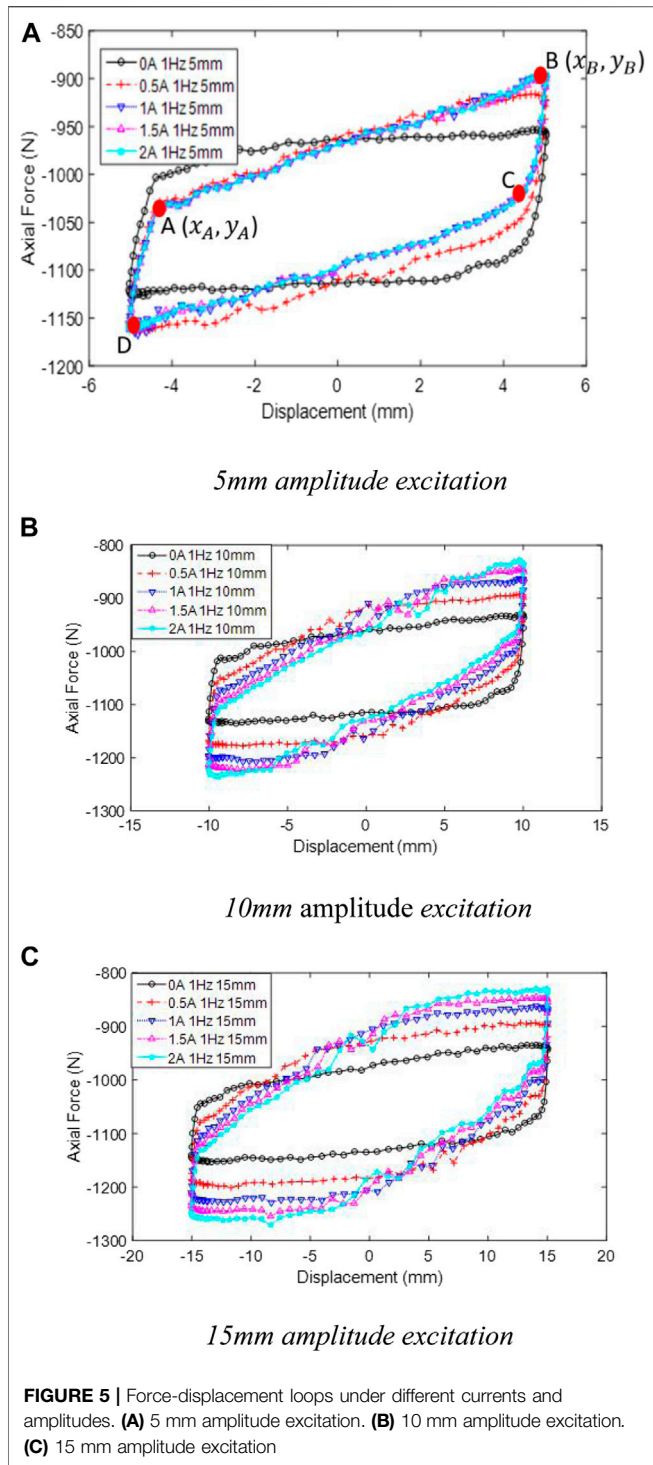 A
-850
-900
-950
-1000
-1050
-1100
-1150
-1200
Axial Force (N)
0A 1Hz 5mm
0.5A 1Hz 5mm
1A 1Hz 5mm
1.5A 1Hz 5mm
2A 1Hz 5mm
B (x_B, y_B)
C
A (x_A, y_A)
D
-6 -4 -2 0 2 4 6
Displacement (mm)
5mm amplitude excitation
B
-800
-900
-1000
-1100
-1200
-1300
Axial Force (N)
0A 1Hz 10mm
0.5A 1Hz 10mm
1A 1Hz 10mm
1.5A 1Hz 10mm
2A 1Hz 10mm
-15 -10 -5 0 5 10 15
Displacement (mm)
10mm amplitude excitation
C
-800
-900
-1000
-1100
-1200
-1300
Axial Force (N)
0A 1Hz 15mm
0.5A 1Hz 15mm
1A 1Hz 15mm
1.5A 1Hz 15mm
2A 1Hz 15mm
-20 -15 -10 -5 0 5 10 15 20
Displacement (mm)
15mm amplitude excitation
FIGURE 5 | Force-displacement loops under different currents and
amplitudes. (A) 5 mm amplitude excitation. (B) 10 mm amplitude excitation.
(C) 15 mm amplitude excitation